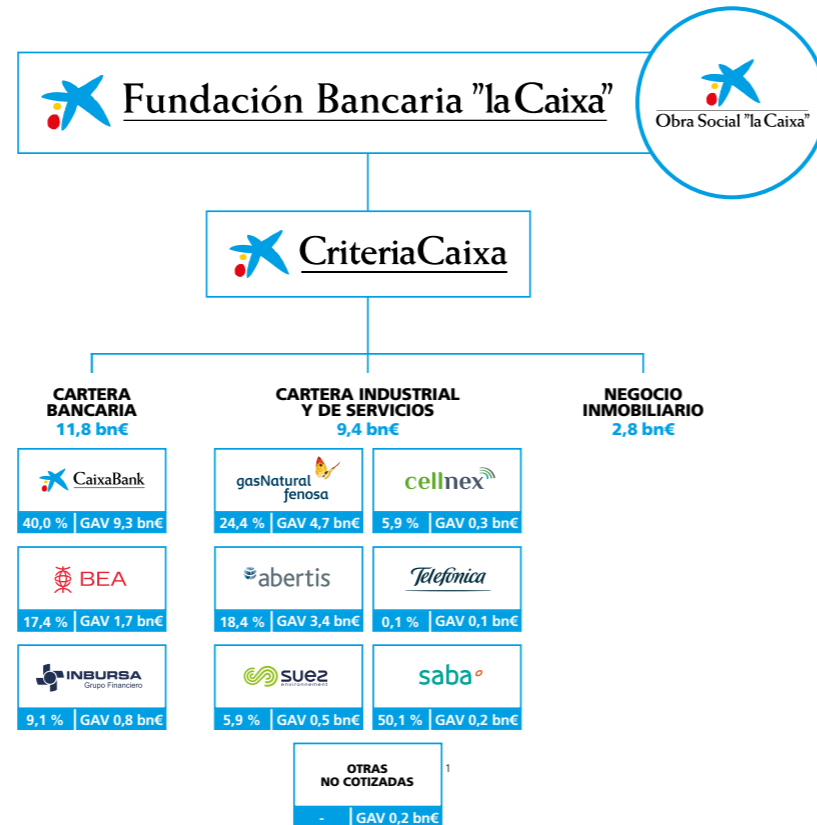 Fundación Bancaria "la Caixa"
Obra Social "la Caixa"
CriteriaCaixa
CARTERA
BANCARIA
11,8 bn€
CARTERA INDUSTRIAL
Y DE SERVICIOS
9,4 bn€
NEGOCIO
INMOBILIARIO
2,8 bn€
CaixaBank
40,0 % GAV 9,3 bn€
BEA
17,4 % GAV 1,7 bn€
INBURSA
Grupo Financiero
9,1 % GAV 0,8 bn€
gasNatural
fenosa
24,4 % GAV 4,7 bn€
cellnex
5,9 % GAV 0,3 bn€
abertis
18,4 % GAV 3,4 bn€
Telefónica
0,1 % GAV 0,1 bn€
suez
environnement
5,9 % GAV 0,5 bn€
saba
50,1 % GAV 0,2 bn€
OTRAS
NO COTIZADAS 1
- GAV 0,2 bn€